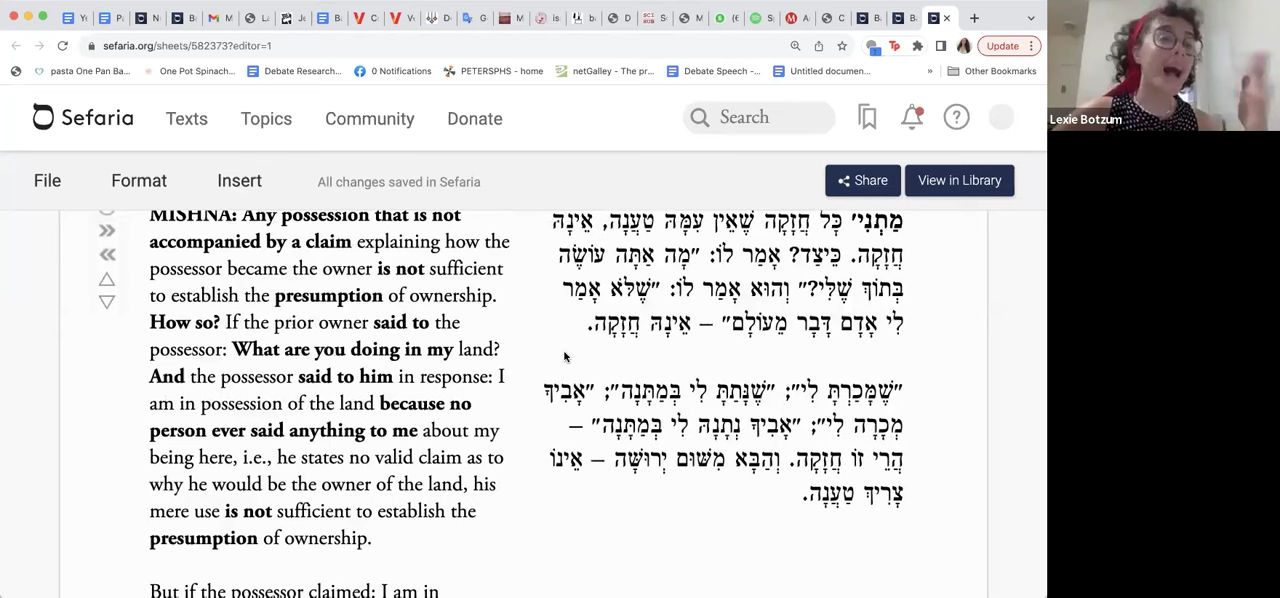 Update
sefaria.org/sheets/582373?editor=1
pasta One Pan Ba...
One Pot Spinach...
Debate Research...
0 Notifications
PETERSPHS - home
netGalley - The pr...
Debate Speech -...
Untitled documen...
»
Other Bookmarks
Sefaria
Texts
Topics
Community
Donate
Search
File
Format
Insert
All changes saved in Sefaria
Share
View in Library
Lexie Botzum
MISHNA: Any possession that is not
accompanied by a claim explaining how the
possessor became the owner is not sufficient
to establish the presumption of ownership.
How so? If the prior owner said to the
possessor: What are you doing in my land?
And the possessor said to him in response: I
am in possession of the land because no
person ever said anything to me about my
being here, i.e., he states no valid claim as to
why he would be the owner of the land, his
mere use is not sufficient to establish the
presumption of ownership.
But if the possessor claimed: I am in
מַתְנִי׳ כׇּל חֲזָקָה שֶׁאֵין עִמָּהּ טַעֲנָה, אֵינָהּ
חֲזָקָה. כֵּיצַד? אָמַר לוֹ: ״מָה אַתָּה עוֹשֶׂה
בְּתוֹךְ שֶׁלִּי?״ וְהוּא אָמַר לוֹ: ״שֶׁלֹּא אָמַר
לִי אָדָם דָּבָר מֵעוֹלָם״ – אֵינָהּ חֲזָקָה.
״שֶׁמָּכַרְתָּ לִי״; ״שֶׁנָּתַתָּ לִי בְּמַתָּנָה״; ״אָבִיךָ
מְכָרָהּ לִי״; ״אָבִיךָ נְתָנָהּ לִי בְּמַתָּנָה״ –
הֲרֵי זוֹ חֲזָקָה. וְהַבָּא מִשּׁוּם יְרוּשָּׁה – אֵינוֹ
צָרִיךְ טַעֲנָה.